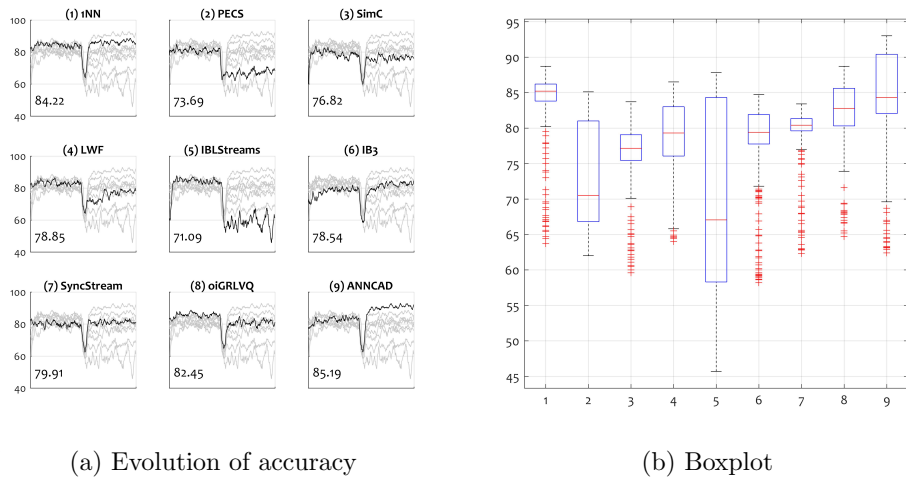 (1) 1NN
(2) PECS
(3) SimC
100
80
60
40
84.22
73.69
76.82
(4) LWF
(5) IBLStreams
(6) IB3
100
80
60
40
78.85
71.09
78.54
(7) SyncStream
(8) oiGRLVQ
(9) ANNCAD
100
80
60
40
79.91
82.45
85.19
(a) Evolution of accuracy
95
90
85
80
75
70
65
60
55
50
45
1 2 3 4 5 6 7 8 9
(b) Boxplot